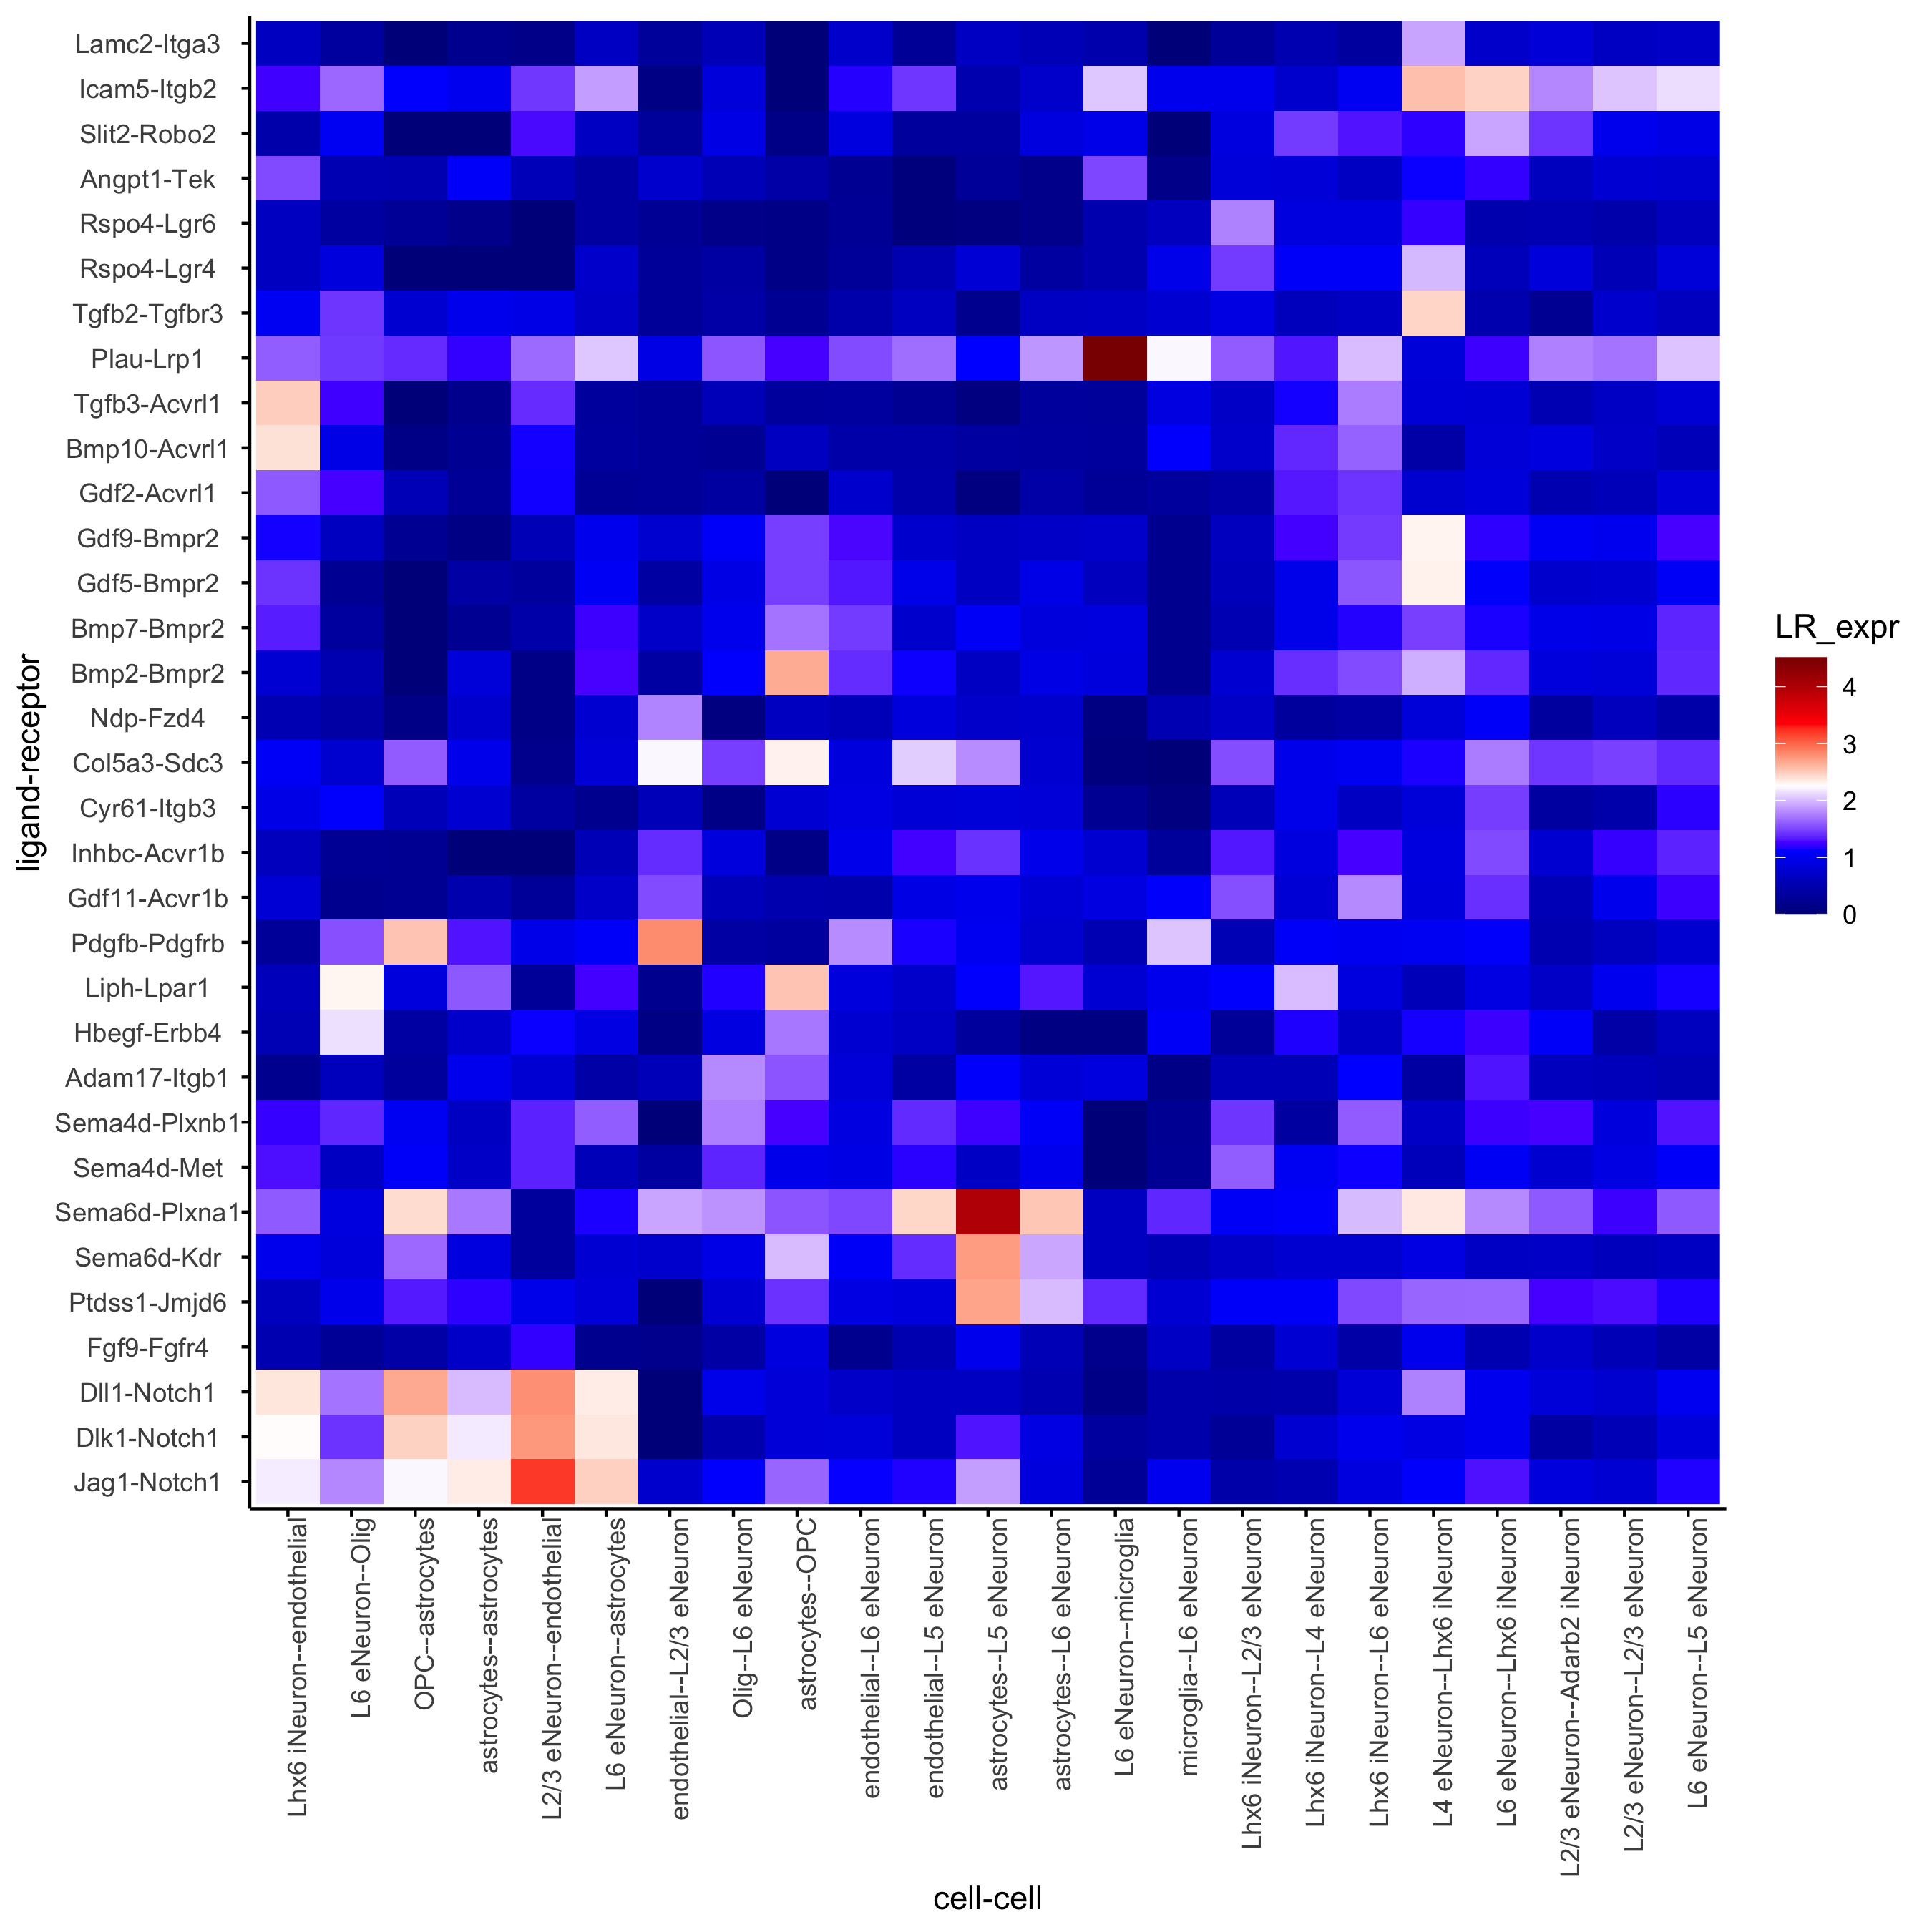 ligand-receptor
Lamc2-Itga3
Icam5-Itgb2
Slit2-Robo2
Angpt1-Tek
Rspo4-Lgr6
Rspo4-Lgr4
Tgfb2-Tgfbr3
Plau-Lrp1
Tgfb3-Acvrl1
Bmp10-Acvrl1
Gdf2-Acvrl1
Gdf9-Bmpr2
Gdf5-Bmpr2
Bmp7-Bmpr2
Bmp2-Bmpr2
Ndp-Fzd4
Col5a3-Sdc3
Cyr61-Itgb3
Inhbc-Acvr1b
Gdf11-Acvr1b
Pdgfb-Pdgfrb
Liph-Lpar1
Hbegf-Erbb4
Adam17-Itgb1
Sema4d-Plxnb1
Sema4d-Met
Sema6d-Plxna1
Sema6d-Kdr
Ptdss1-Jmjd6
Fgf9-Fgfr4
Dll1-Notch1
Dlk1-Notch1
Jag1-Notch1
Lhx6 iNeuron--endothelial
L6 eNeuron--Olig
OPC--astrocytes
astrocytes--astrocytes
L2/3 eNeuron--endothelial
L6 eNeuron--astrocytes
endothelial--L2/3 eNeuron
Olig--L6 eNeuron
astrocytes--OPC
endothelial--L6 eNeuron
endothelial--L5 eNeuron
astrocytes--L5 eNeuron
astrocytes--L6 eNeuron
L6 eNeuron--microglia
microglia--L6 eNeuron
Lhx6 iNeuron--L2/3 eNeuron
Lhx6 iNeuron--L4 eNeuron
Lhx6 iNeuron--L6 eNeuron
L4 eNeuron--Lhx6 iNeuron
L6 eNeuron--Lhx6 iNeuron
L2/3 eNeuron--Adarb2 iNeuron
L2/3 eNeuron--L2/3 eNeuron
L6 eNeuron--L5 eNeuron
cell-cell
LR_expr
4
3
2
1
0